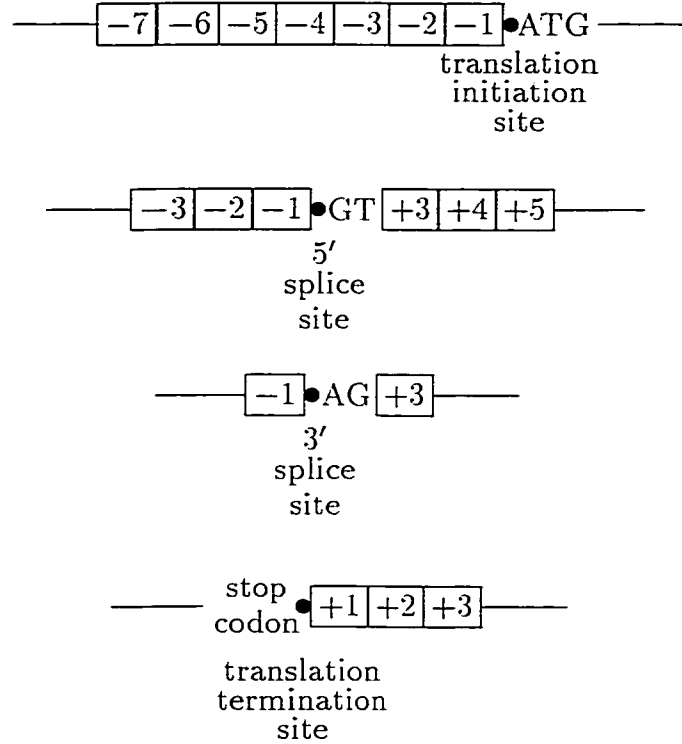 −7 −6 −5 −4 −3 −2 −1 ●ATG
translation
initiation
site
−3 −2 −1 ●GT +3 +4 +5
5′
splice
site
−1 ●AG +3
3′
splice
site
stop
codon ● +1 +2 +3
translation
termination
site